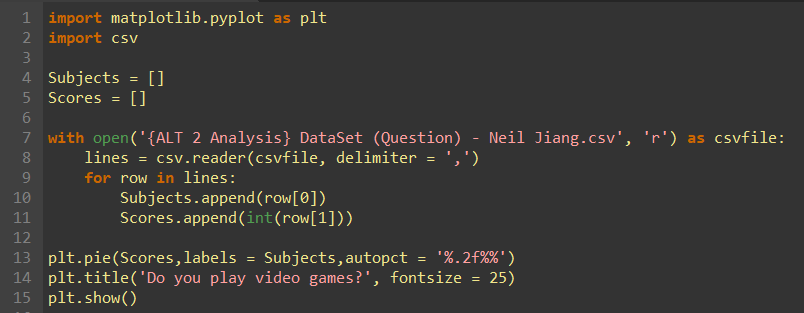 1 import matplotlib.pyplot as plt
2 import csv
3
4 Subjects = []
5 Scores = []
6
7 with open('{ALT 2 Analysis} DataSet (Question) - Neil Jiang.csv', 'r') as csvfile:
8     lines = csv.reader(csvfile, delimiter = ',')
9     for row in lines:
10         Subjects.append(row[0])
11         Scores.append(int(row[1]))
12
13 plt.pie(Scores,labels = Subjects,autopct = '%.2f%%')
14 plt.title('Do you play video games?', fontsize = 25)
15 plt.show()